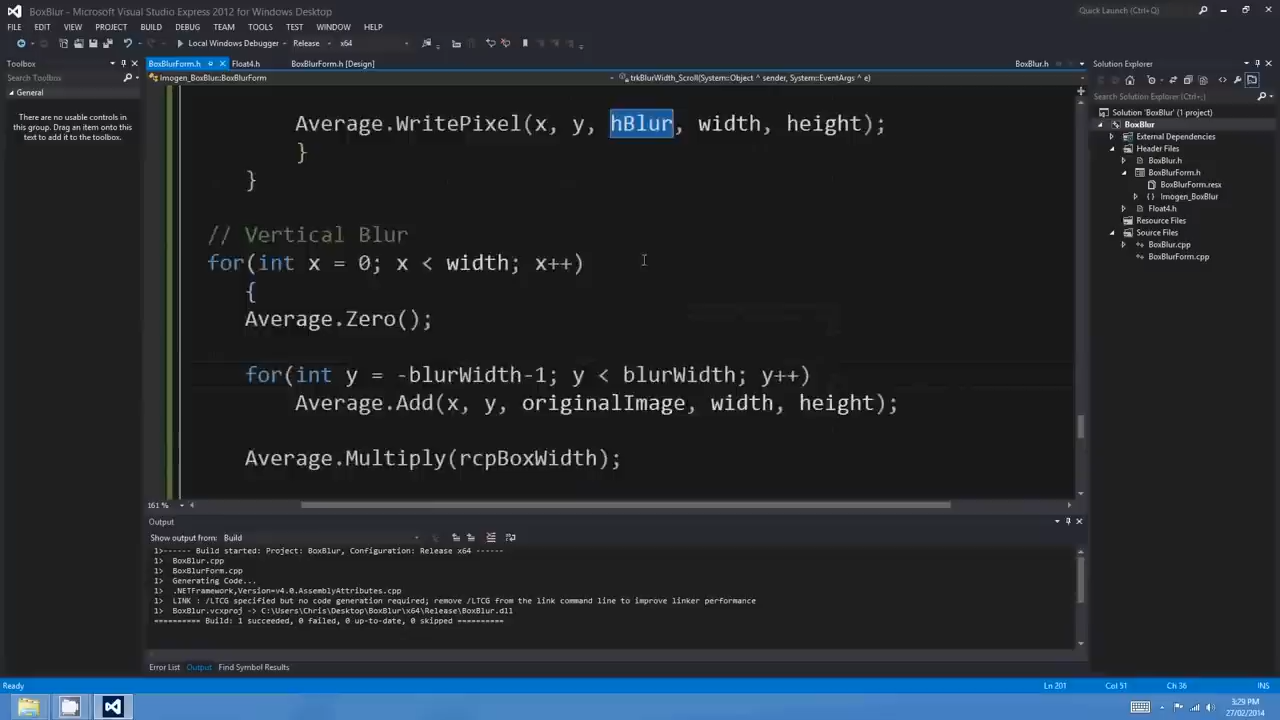 BoxBlur - Microsoft Visual Studio Express 2012 for Windows Desktop
Quick Launch (Ctrl+Q)
FILE EDIT VIEW PROJECT BUILD DEBUG TEAM TOOLS TEST WINDOW HELP
Local Windows Debugger Release x64
Toolbox
Search Toolbox
General
There are no usable controls in
this group. Drag an item onto this
text to add it to the toolbox.
BoxBlurForm.h Float4.h BoxBlurForm.h [Design] BoxBlur.h
Imogen_BoxBlur::BoxBlurForm trkBlurWidth_Scroll(System::Object ^ sender, System::EventArgs ^ e)
Average.WritePixel(x, y, hBlur, width, height);
}
}
// Vertical Blur
for(int x = 0; x < width; x++)
{
Average.Zero();
for(int y = -blurWidth-1; y < blurWidth; y++)
Average.Add(x, y, originalImage, width, height);
Average.Multiply(rcpBoxWidth);
161 %
Output
Show output from: Build
1>------ Build started: Project: BoxBlur, Configuration: Release x64 ------
1> BoxBlur.cpp
1> BoxBlurForm.cpp
1> Generating Code...
1> .NETFramework,Version=v4.0.AssemblyAttributes.cpp
1> LINK : /LTCG specified but no code generation required; remove /LTCG from the link command line to improve linker performance
1> BoxBlur.vcxproj -> C:\Users\Chris\Desktop\BoxBlur\x64\Release\BoxBlur.dll
========== Build: 1 succeeded, 0 failed, 0 up-to-date, 0 skipped ==========
Error List Output Find Symbol Results
Solution Explorer
Search Solution Explorer (Ctrl+;)
Solution 'BoxBlur' (1 project)
BoxBlur
External Dependencies
Header Files
BoxBlur.h
BoxBlurForm.h
BoxBlurForm.resx
Imogen_BoxBlur
Float4.h
Resource Files
Source Files
BoxBlur.cpp
BoxBlurForm.cpp
Ready Ln 201 Col 51 Ch 36 INS
3:29 PM
27/02/2014